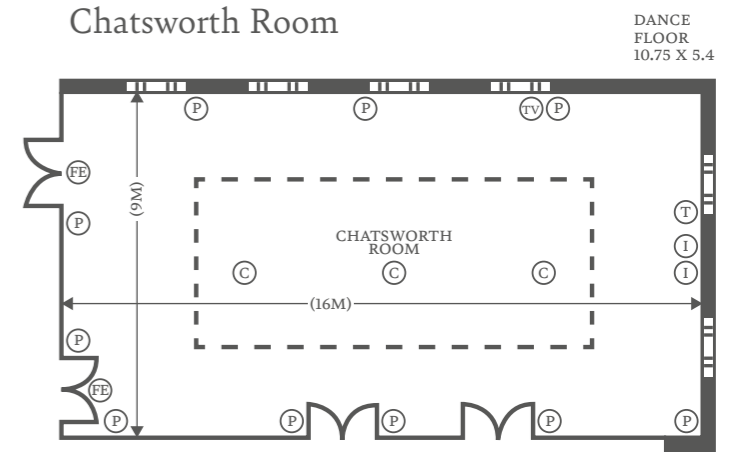 Chatsworth Room
DANCE
FLOOR
10.75 X 5.4
P
P
TV
P
FE
(9M)
T
P
CHATSWORTH
ROOM
I
C
C
C
I
(16M)
P
FE
P
P
P
P
P